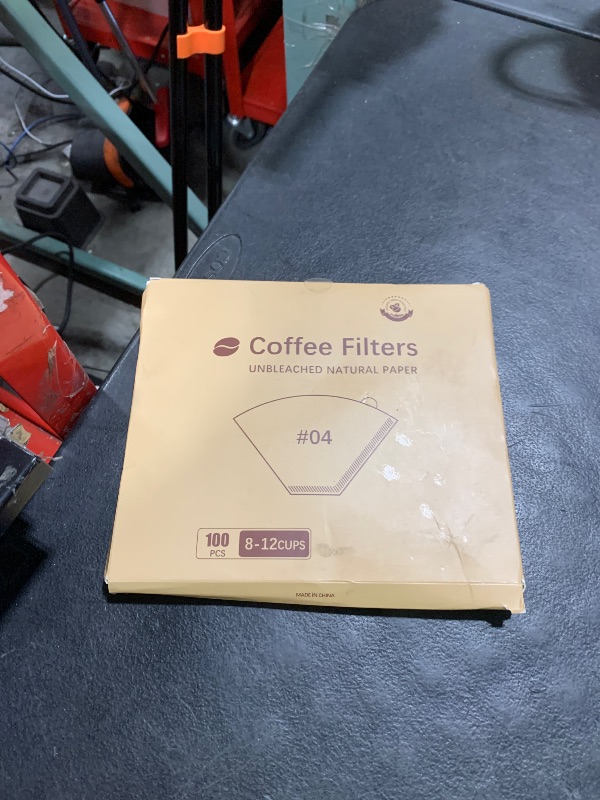 Coffee Filters
UNBLEACHED NATURAL PAPER
#04
100
PCS
8-12CUPS
MADE IN CHINA